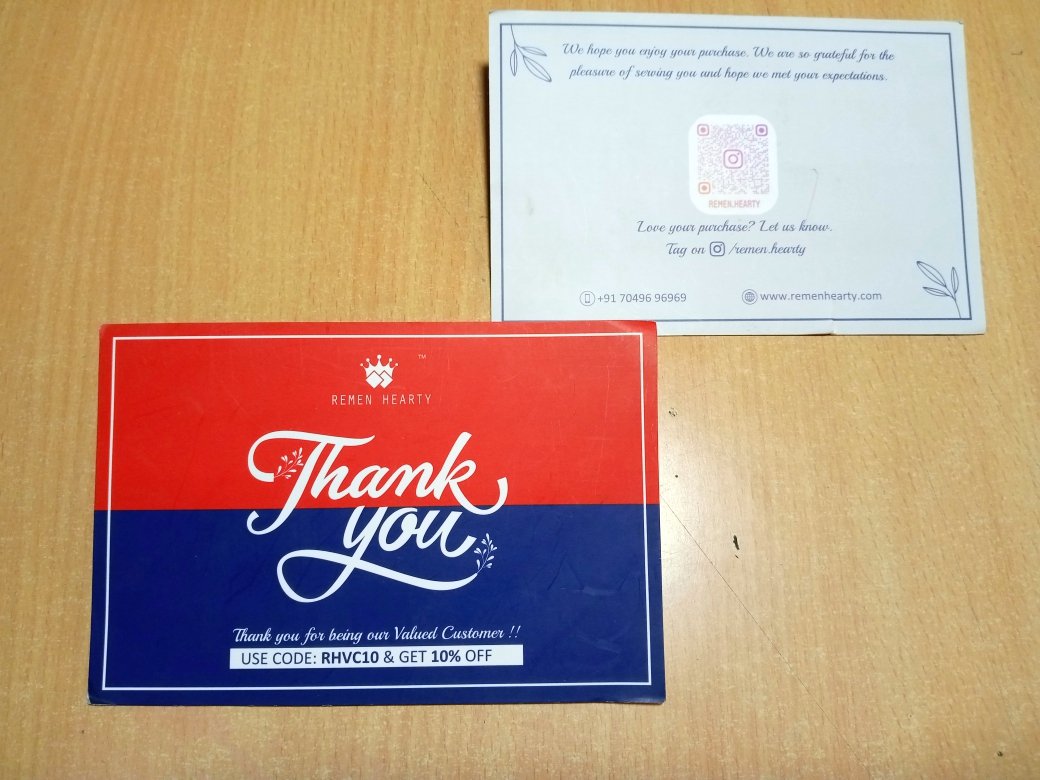 We hope you enjoy your purchase. We are so grateful for the
pleasure of serving you and hope we met your expectations.
REMEN.HEARTY
Love your purchase? Let us know.
Tag on /remen.hearty
+91 70496 96969 www.remenhearty.com
TM
REMEN HEARTY
Thank
you
Thank you for being our Valued Customer !!
USE CODE: RHVC10 & GET 10% OFF